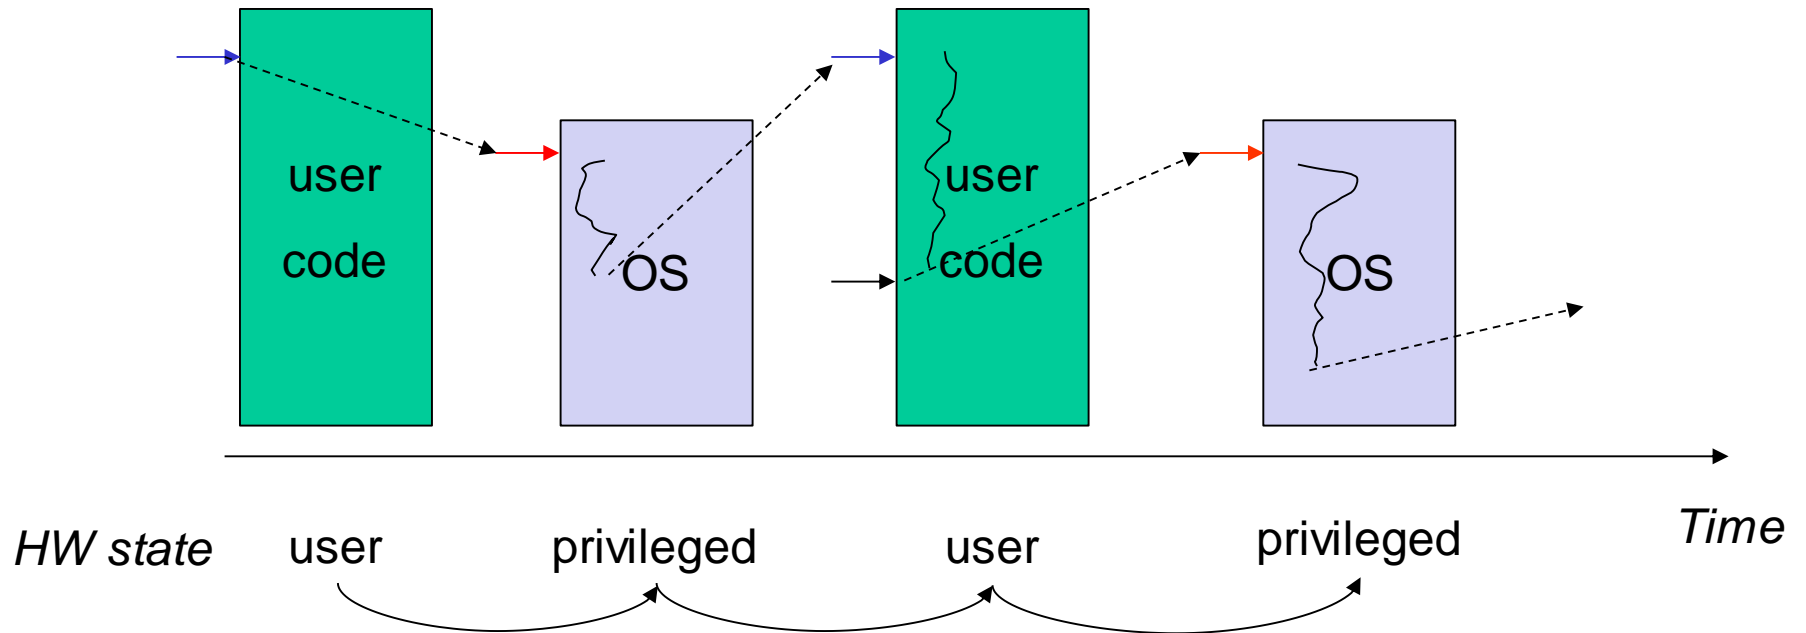 user
code
OS
user
code
OS
HW state
user
privileged
user
privileged
Time